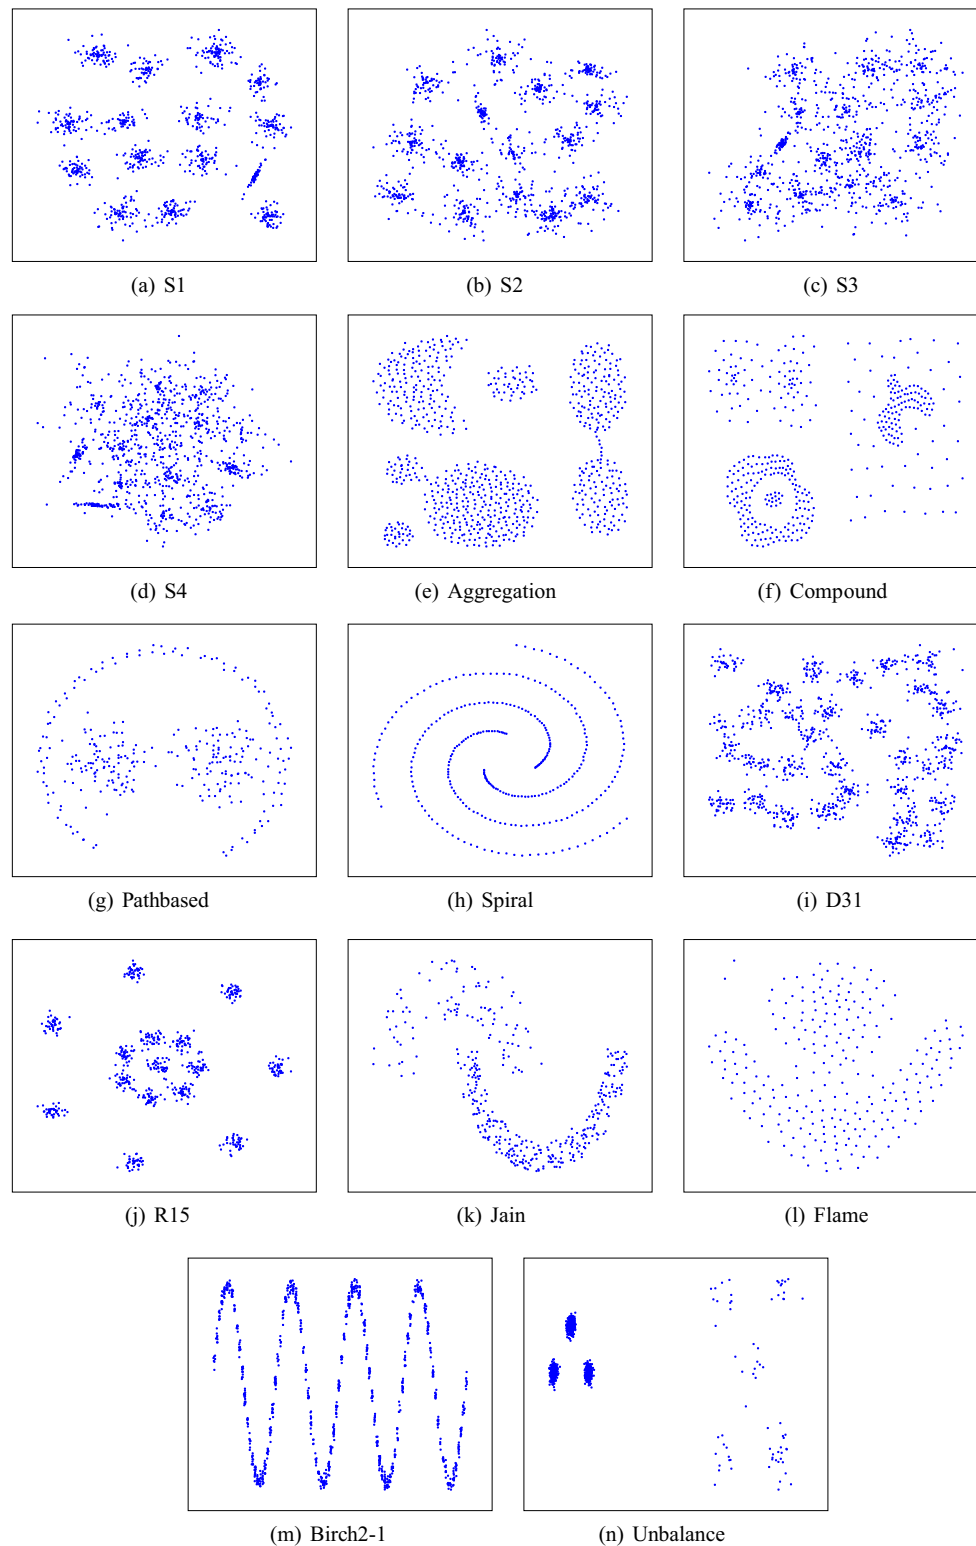 (a) S1
(b) S2
(c) S3
(d) S4
(e) Aggregation
(f) Compound
(g) Pathbased
(h) Spiral
(i) D31
(j) R15
(k) Jain
(l) Flame
(m) Birch2-1
(n) Unbalance